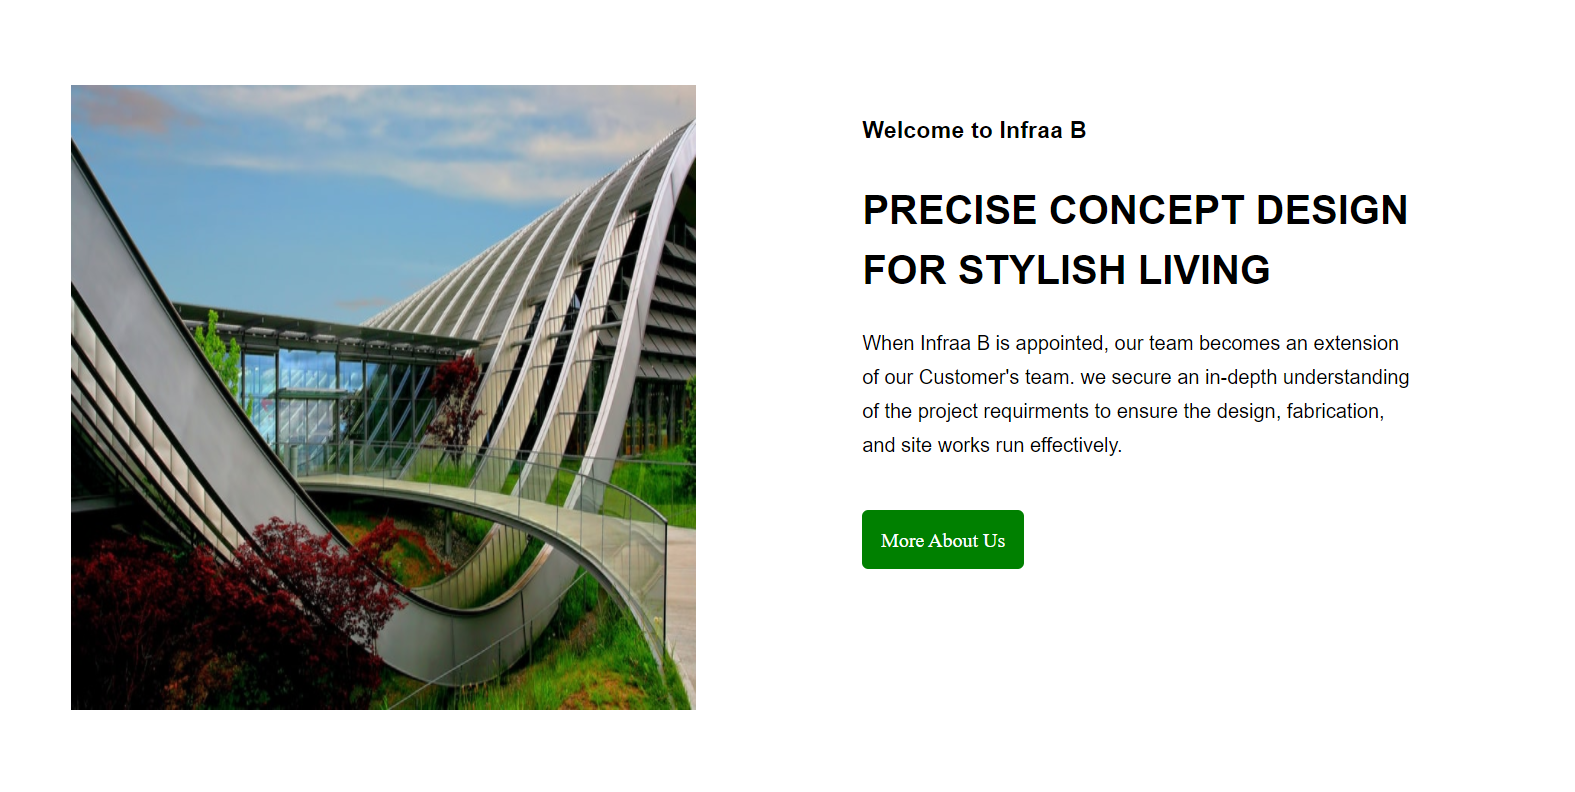 Welcome to Infraa B
PRECISE CONCEPT DESIGN
FOR STYLISH LIVING
When Infraa B is appointed, our team becomes an extension
of our Customer's team. we secure an in-depth understanding
of the project requirments to ensure the design, fabrication,
and site works run effectively.
More About Us